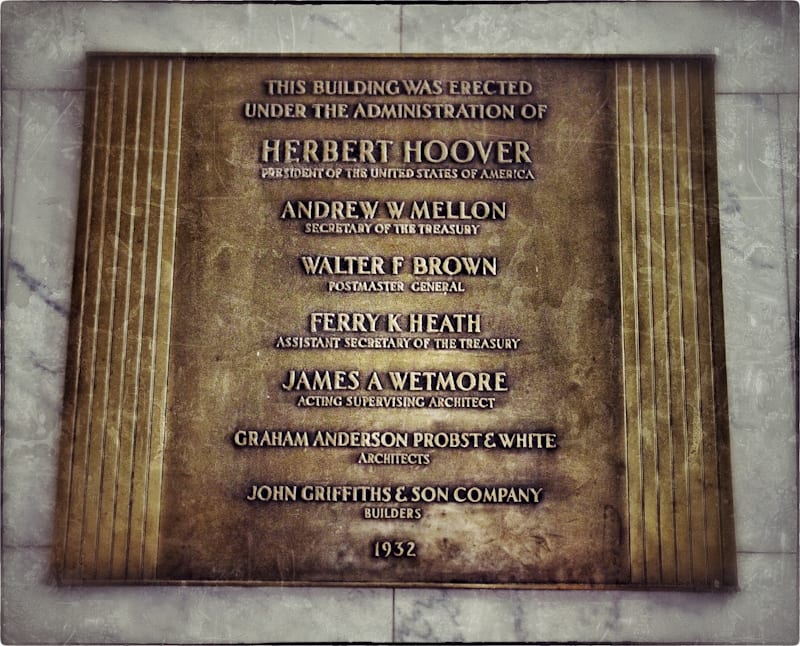 THIS BUILDING WAS ERECTED
UNDER THE ADMINISTRATION OF
HERBERT HOOVER
PRESIDENT OF THE UNITED STATES OF AMERICA
ANDREW W MELLON
SECRETARY OF THE TREASURY
WALTER F BROWN
POSTMASTER GENERAL
FERRY K HEATH
ASSISTANT SECRETARY OF THE TREASURY
JAMES A WETMORE
ACTING SUPERVISING ARCHITECT
GRAHAM ANDERSON PROBST & WHITE
ARCHITECTS
JOHN GRIFFITHS & SON COMPANY
BUILDERS
1932